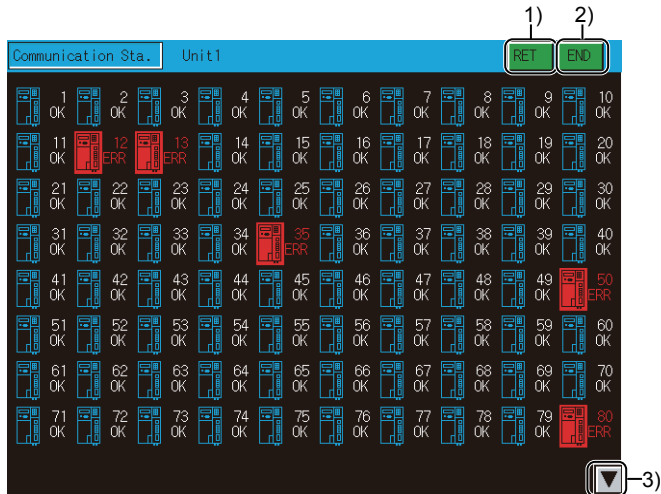 1) 2)
Communication Sta. Unit1 RET END
1 2 3 4 5 6 7 8 9 10
OK OK OK OK OK OK OK OK OK OK
11 12 13 14 15 16 17 18 19 20
OK ERR ERR OK OK OK OK OK OK OK
21 22 23 24 25 26 27 28 29 30
OK OK OK OK OK OK OK OK OK OK
31 32 33 34 35 36 37 38 39 40
OK OK OK OK ERR OK OK OK OK OK
41 42 43 44 45 46 47 48 49 50
OK OK OK OK OK OK OK OK OK ERR
51 52 53 54 55 56 57 58 59 60
OK OK OK OK OK OK OK OK OK OK
61 62 63 64 65 66 67 68 69 70
OK OK OK OK OK OK OK OK OK OK
71 72 73 74 75 76 77 78 79 80
OK OK OK OK OK OK OK OK OK ERR
▼ 3)